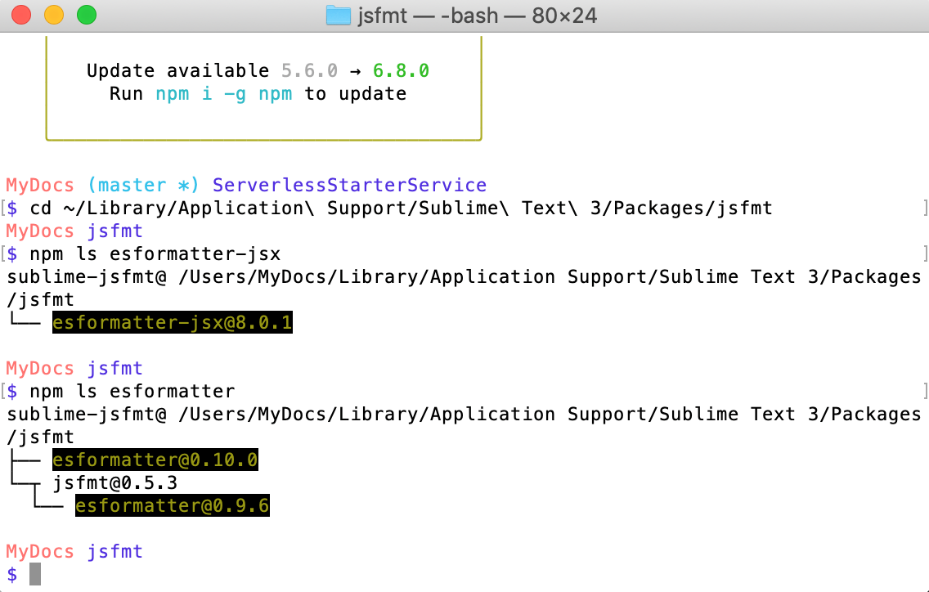 jsfmt — -bash — 80×24
Update available 5.6.0 → 6.8.0
Run npm i -g npm to update
MyDocs (master *) ServerlessStarterService
[$ cd ~/Library/Application\ Support/Sublime\ Text\ 3/Packages/jsfmt ]
MyDocs jsfmt
[$ npm ls esformatter-jsx ]
sublime-jsfmt@ /Users/MyDocs/Library/Application Support/Sublime Text 3/Packages
/jsfmt
└── esformatter-jsx@8.0.1
MyDocs jsfmt
[$ npm ls esformatter ]
sublime-jsfmt@ /Users/MyDocs/Library/Application Support/Sublime Text 3/Packages
/jsfmt
├── esformatter@0.10.0
└─┬ jsfmt@0.5.3
  └── esformatter@0.9.6
MyDocs jsfmt
$